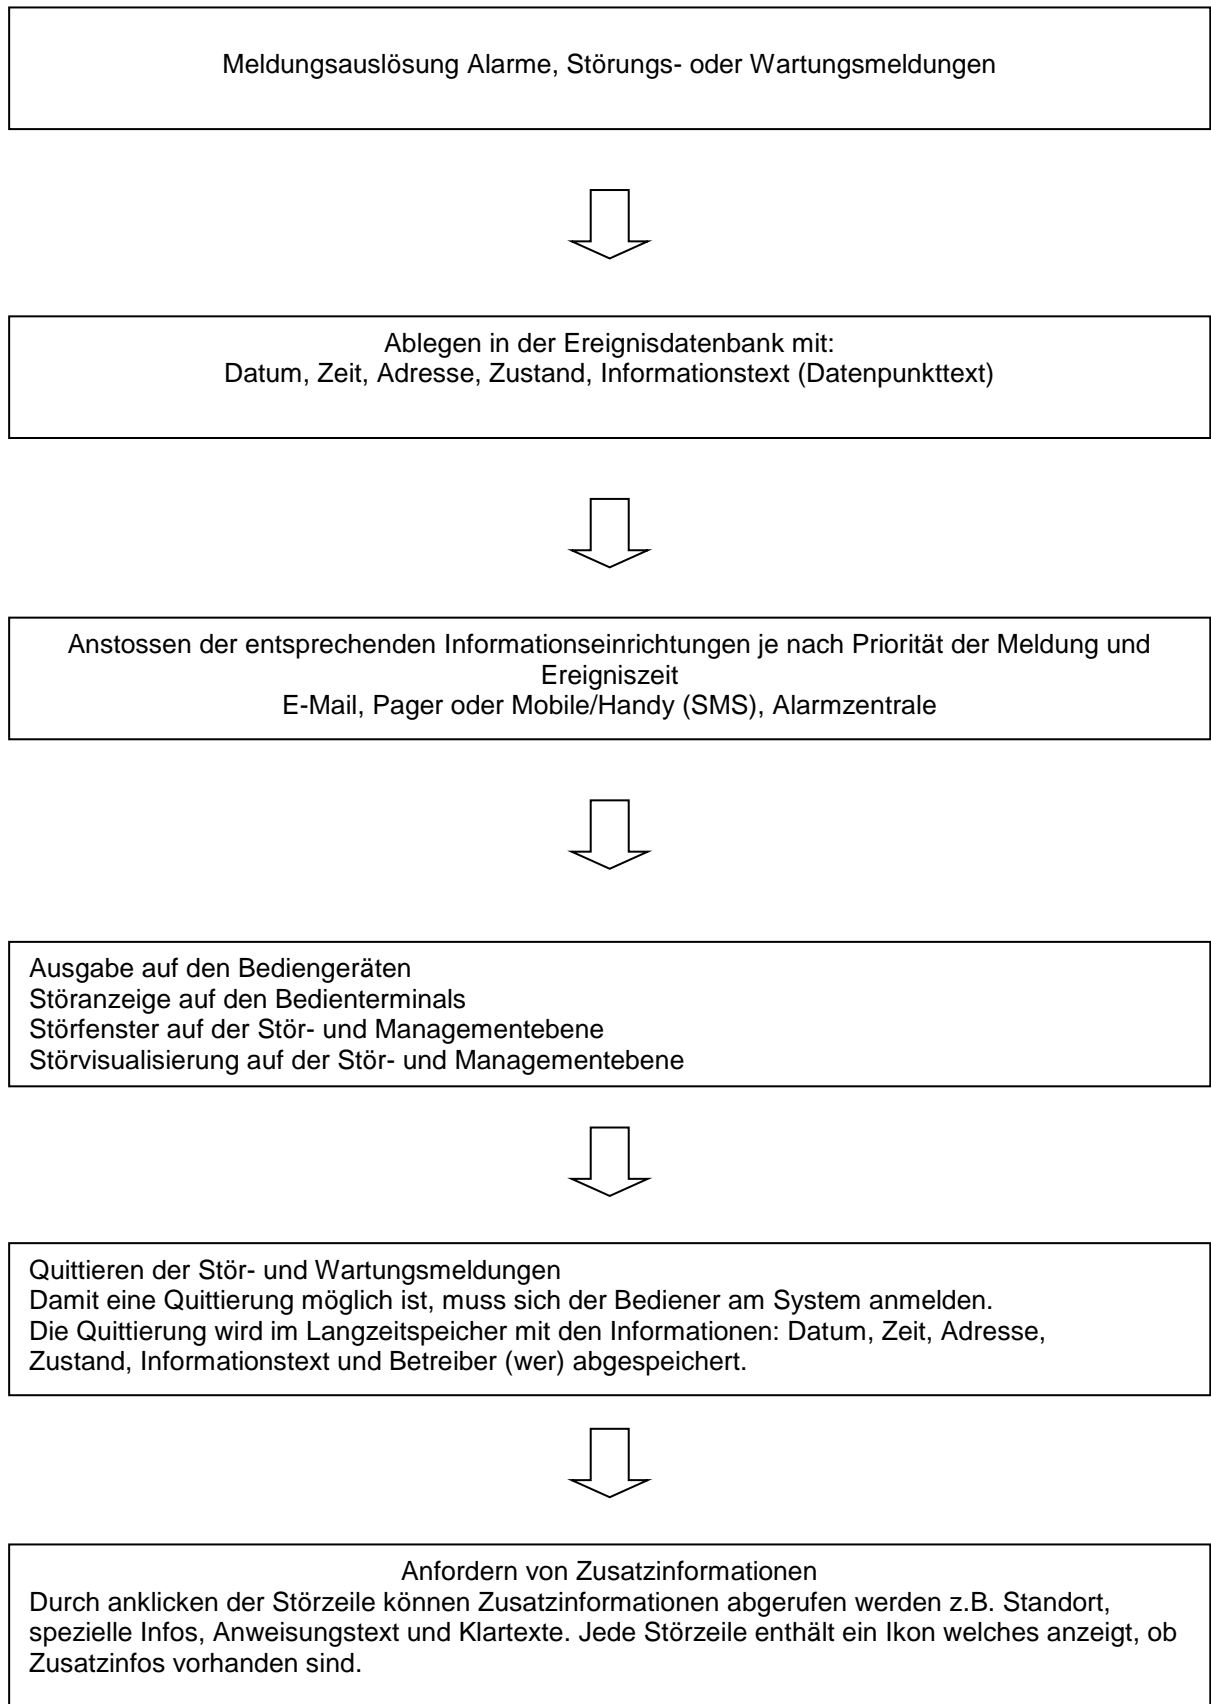 Meldungsauslösung Alarme, Störungs- oder Wartungsmeldungen
Ablegen in der Ereignisdatenbank mit:
Datum, Zeit, Adresse, Zustand, Informationstext (Datenpunkttext)
Anstossen der entsprechenden Informationseinrichtungen je nach Priorität der Meldung und
Ereigniszeit
E-Mail, Pager oder Mobile/Handy (SMS), Alarmzentrale
Ausgabe auf den Bediengeräten
Störanzeige auf den Bedienterminals
Störfenster auf der Stör- und Managementebene
Störvisualisierung auf der Stör- und Managementebene
Quittieren der Stör- und Wartungsmeldungen
Damit eine Quittierung möglich ist, muss sich der Bediener am System anmelden.
Die Quittierung wird im Langzeitspeicher mit den Informationen: Datum, Zeit, Adresse,
Zustand, Informationstext und Betreiber (wer) abgespeichert.
Anfordern von Zusatzinformationen
Durch anklicken der Störzeile können Zusatzinformationen abgerufen werden z.B. Standort,
spezielle Infos, Anweisungstext und Klartexte. Jede Störzeile enthält ein Ikon welches anzeigt, ob
Zusatzinfos vorhanden sind.